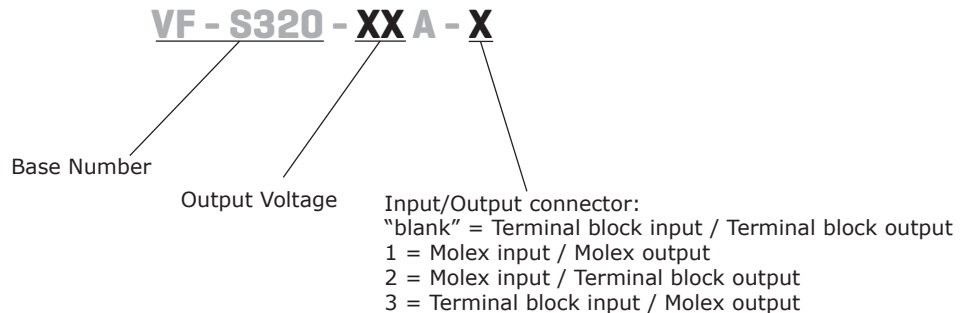 VF - S320 - XX A - X
Base Number
Output Voltage
Input/Output connector:
“blank” = Terminal block input / Terminal block output
1 = Molex input / Molex output
2 = Molex input / Terminal block output
3 = Terminal block input / Molex output